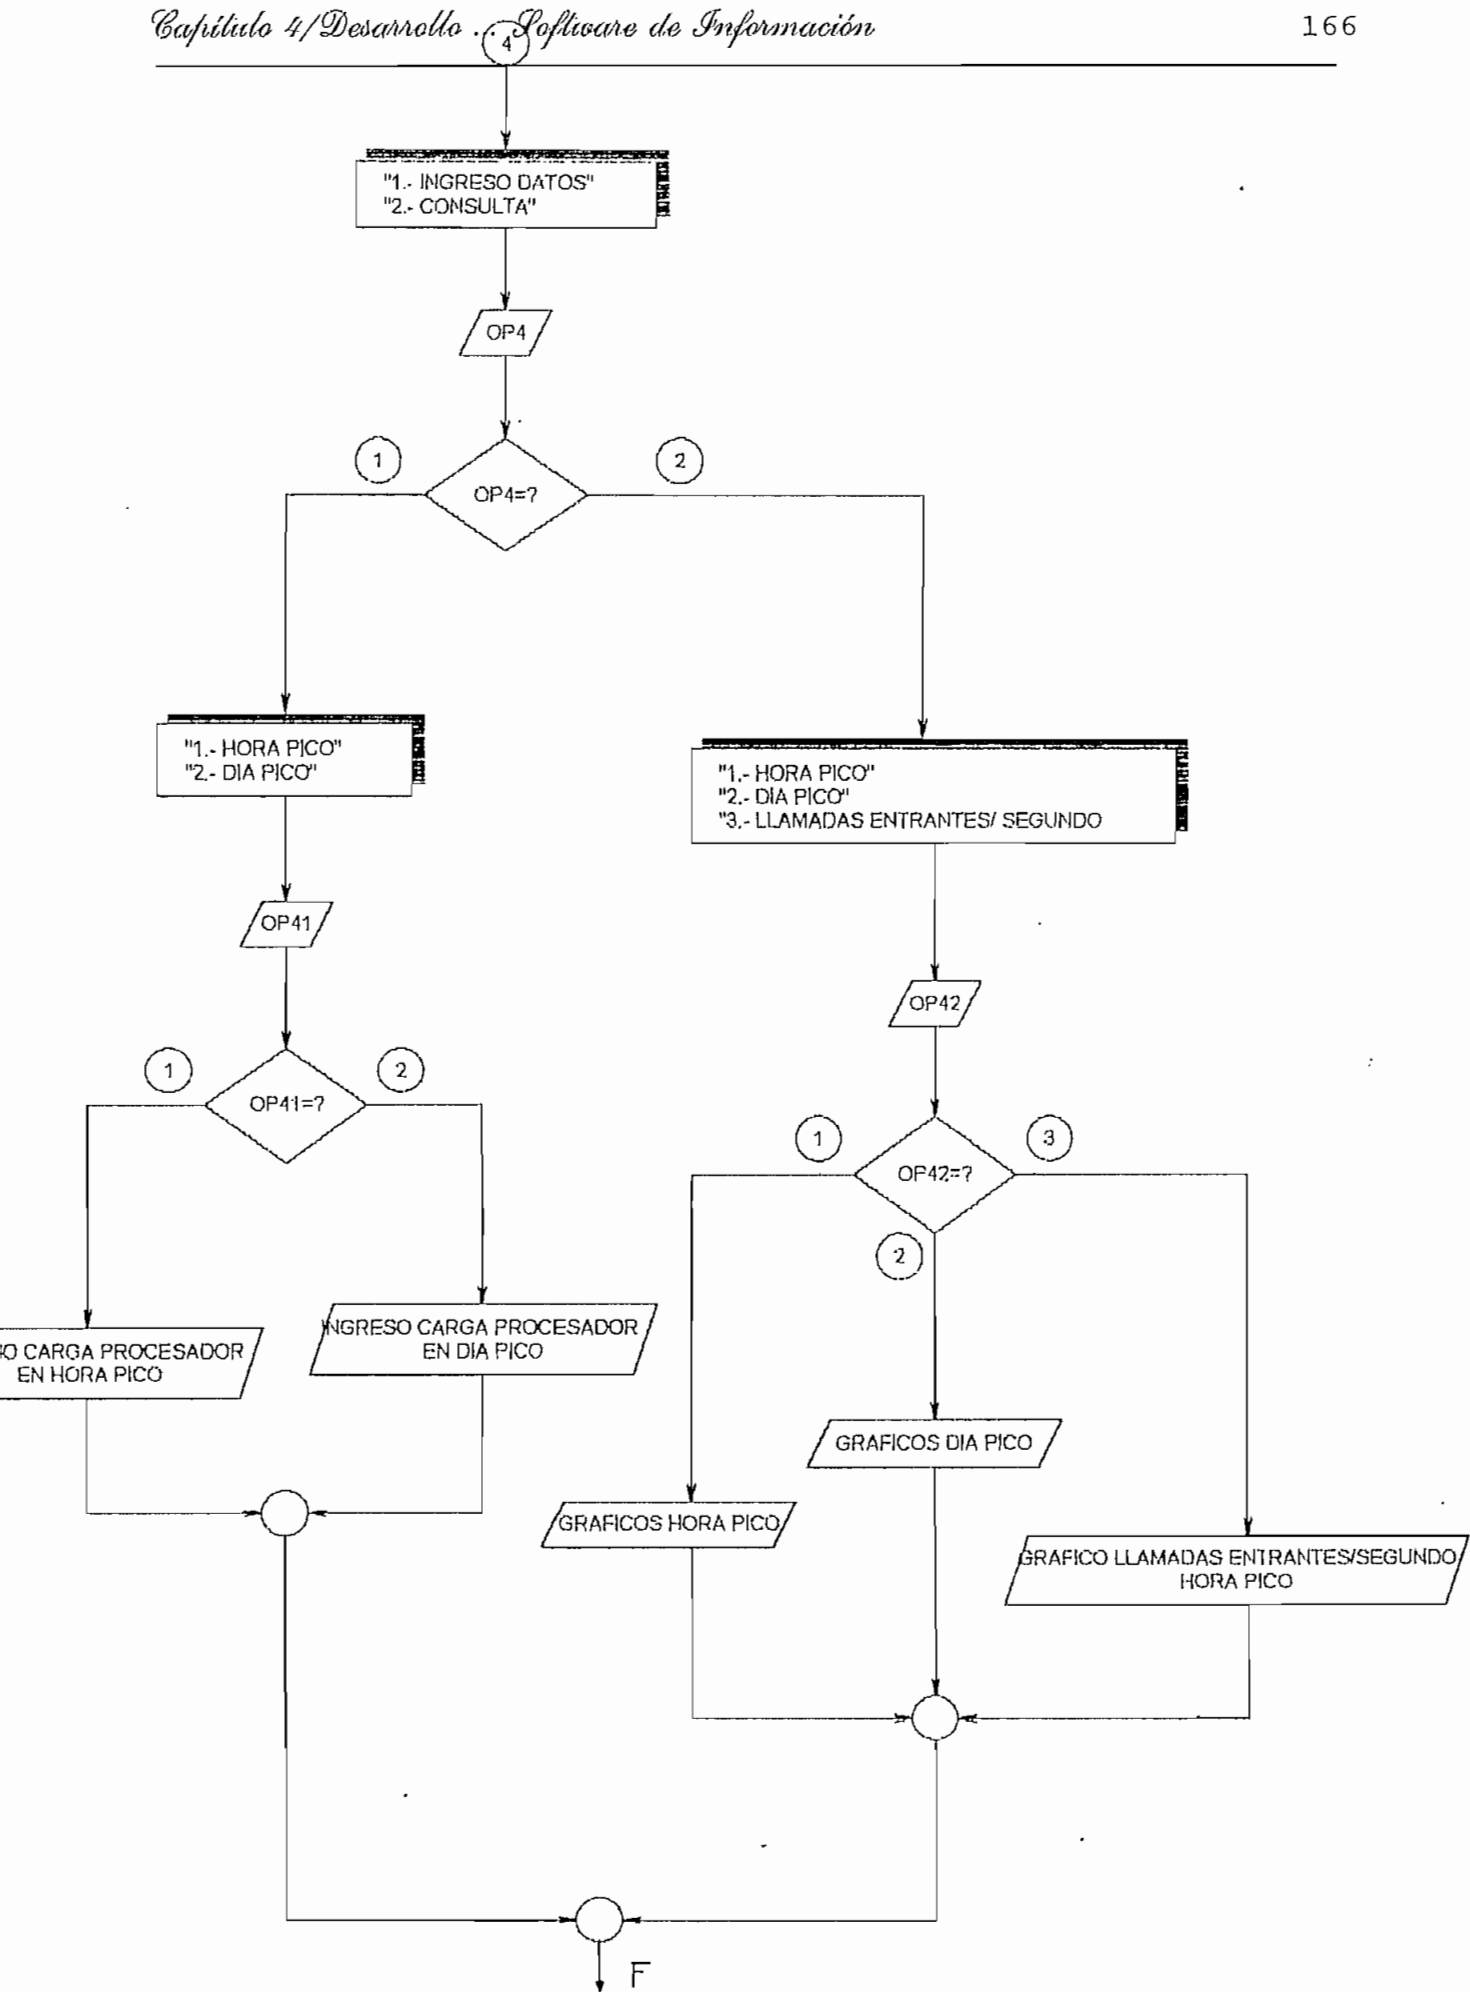 Capítulo 4/Desarrollo ... Software de Información
166
4
"1.- INGRESO DATOS"
"2.- CONSULTA"
OP4
1
2
OP4=?
"1.- HORA PICO"
"2.- DIA PICO"
"1.- HORA PICO"
"2.- DIA PICO"
"3.- LLAMADAS ENTRANTES/ SEGUNDO
OP41
OP42
1
2
OP41=?
1
3
OP42=?
2
INGRESO CARGA PROCESADOR
EN DIA PICO
SO CARGA PROCESADOR
EN HORA PICO
GRAFICOS DIA PICO
GRAFICOS HORA PICO
GRAFICO LLAMADAS ENTRANTES/SEGUNDO
HORA PICO
F